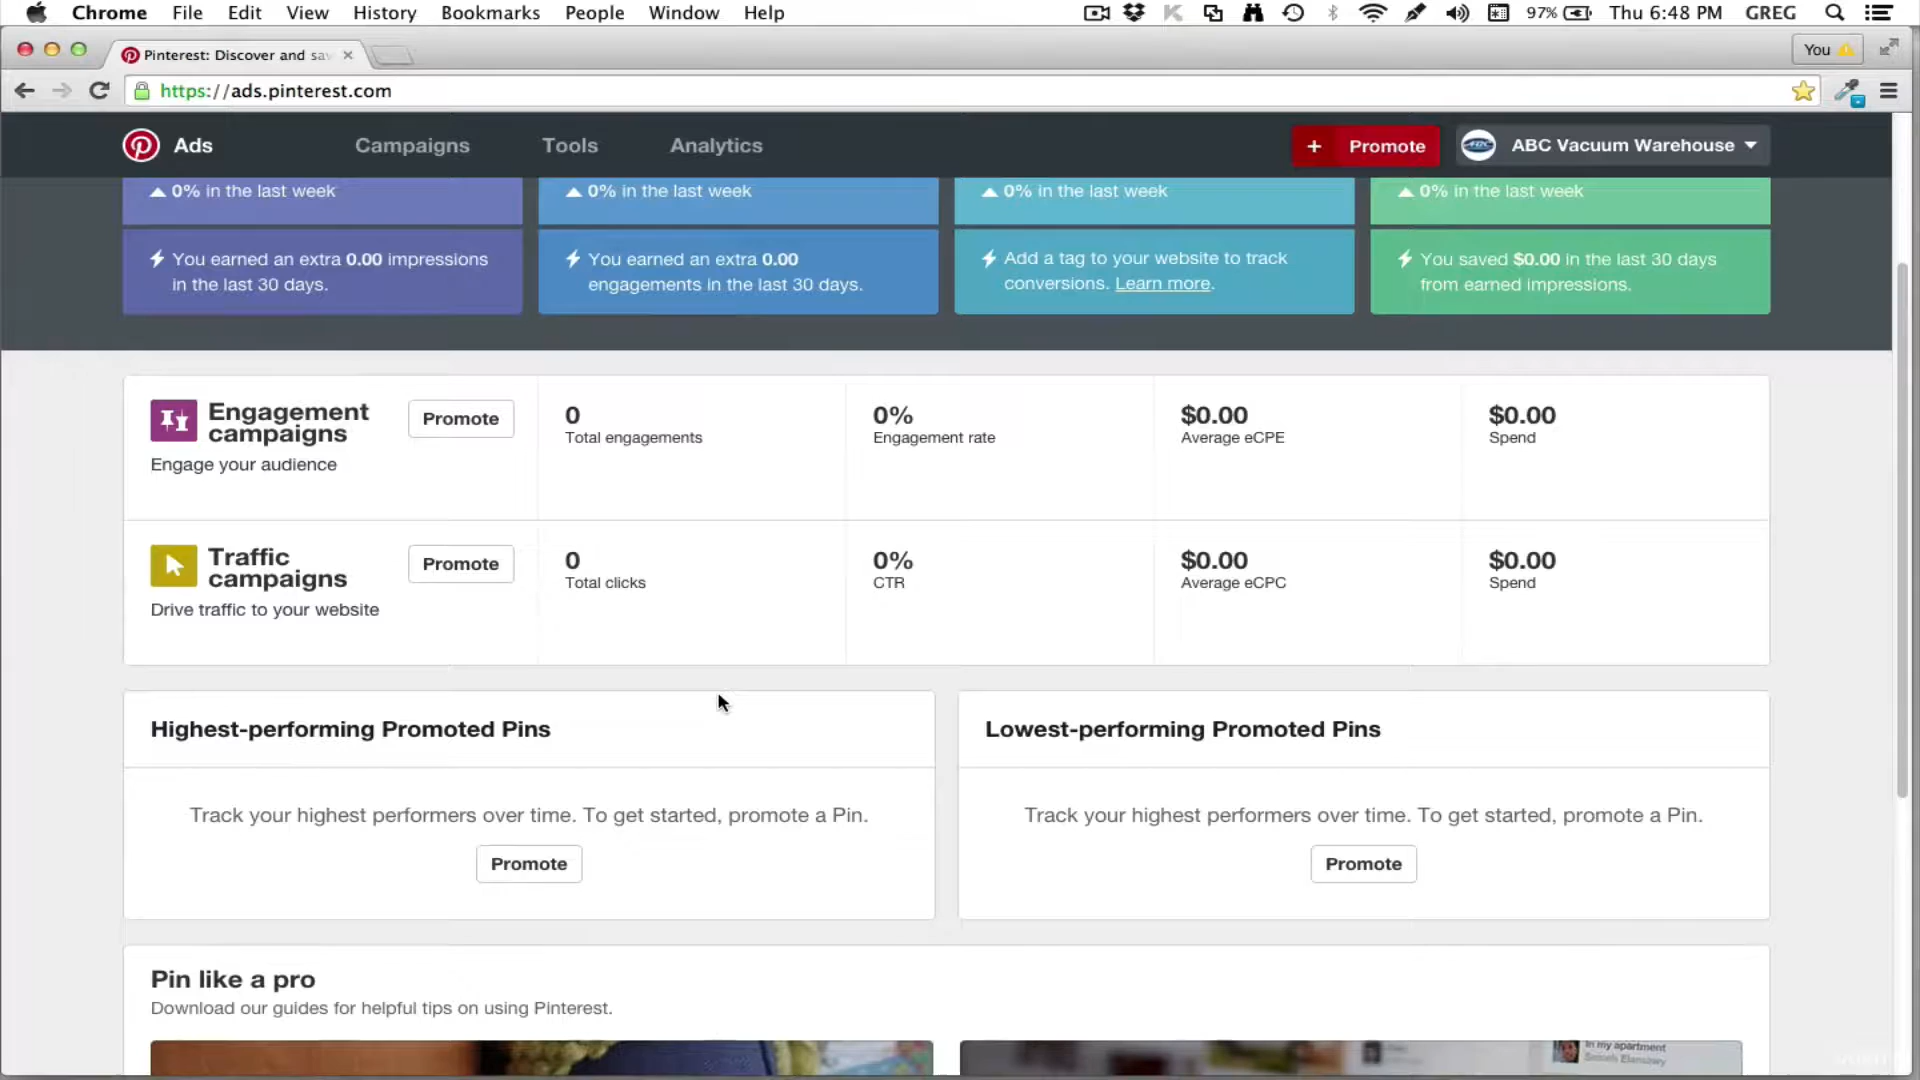 Chrome File Edit View History Bookmarks People Window Help 97% Thu 6:48 PM GREG
Pinterest: Discover and sav You
https://ads.pinterest.com
Ads Campaigns Tools Analytics + Promote ABC Vacuum Warehouse
0% in the last week
0% in the last week
0% in the last week
0% in the last week
You earned an extra 0.00 impressions
in the last 30 days.
You earned an extra 0.00
engagements in the last 30 days.
Add a tag to your website to track
conversions. Learn more.
You saved $0.00 in the last 30 days
from earned impressions.
Engagement
campaigns
Engage your audience
Promote
0
Total engagements
0%
Engagement rate
$0.00
Average eCPE
$0.00
Spend
Traffic
campaigns
Drive traffic to your website
Promote
0
Total clicks
0%
CTR
$0.00
Average eCPC
$0.00
Spend
Highest-performing Promoted Pins
Track your highest performers over time. To get started, promote a Pin.
Promote
Lowest-performing Promoted Pins
Track your highest performers over time. To get started, promote a Pin.
Promote
Pin like a pro
Download our guides for helpful tips on using Pinterest.
In my apartment